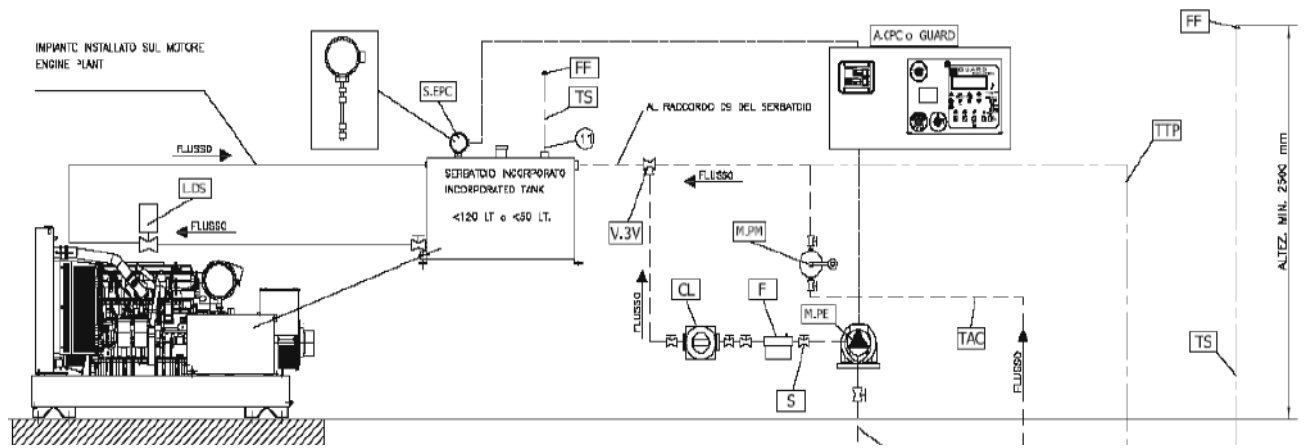 IMPIANTO INSTALLATO SUL MOTORE
ENGINE PLANT
FLUSSO
L.DS
FLUSSO
S.EPC
FF
TS
11
SERBATOIO INCORPORATO
INCORPORATED TANK
<120 LT o <50 LT.
AL RACCORDO D9 DEL SERBATOIO
A.CPC o GUARD
GUARD
FLUSSO
V.3V
M.PM
FLUSSO
CL
F
M.PE
S
TAC
FLUSSO
TTP
FF
ALTEZ. MIN. 2500 mm
TS